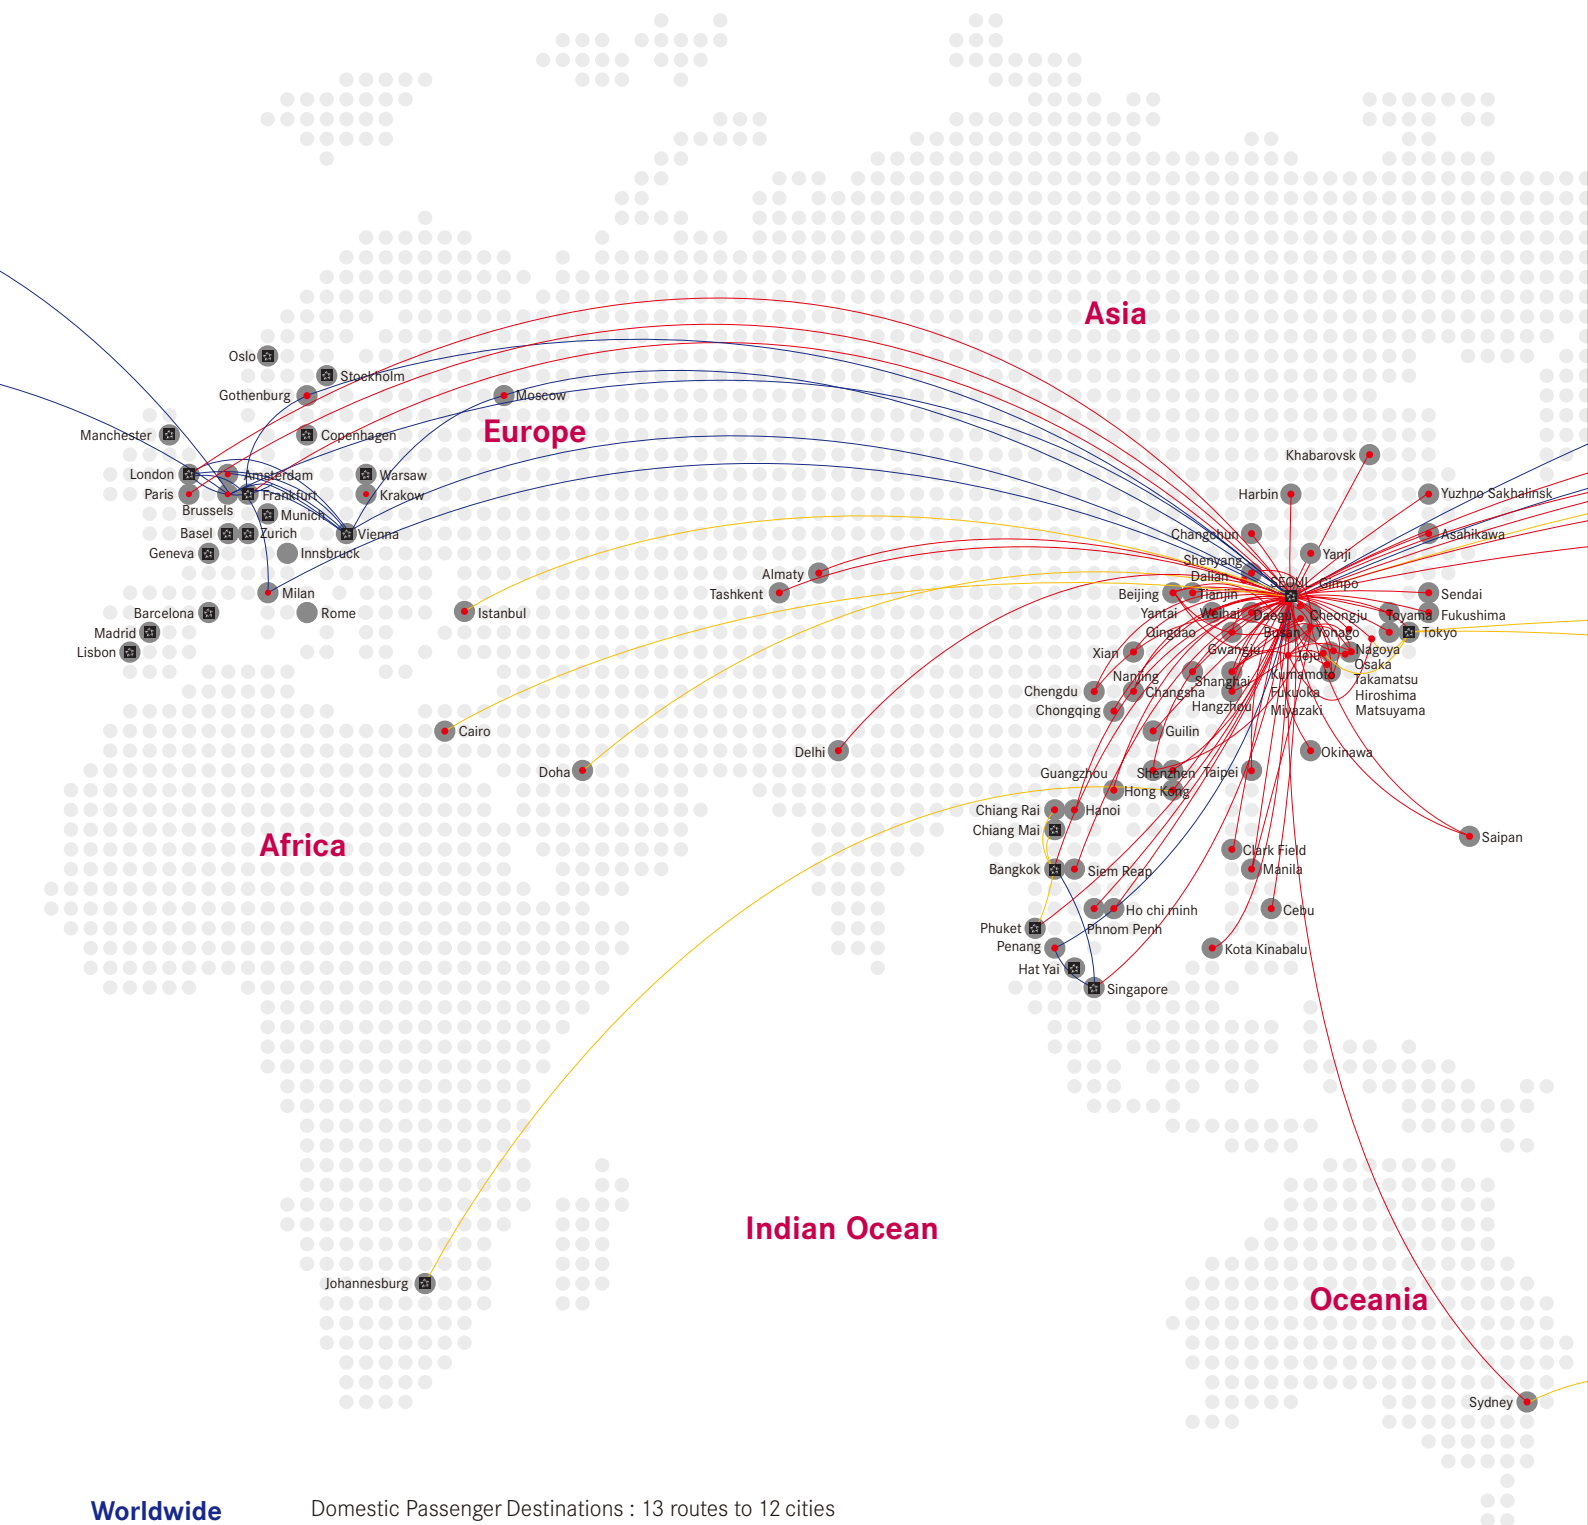 Asia
Oslo
Stockholm
Gothenburg
Moscow
Europe
Manchester
Copenhagen
Khabarovsk
London
Amsterdam
Warsaw
Paris
Frankfurt
Krakow
Harbin
Yuzhno Sakhalinsk
Brussels
Munich
Basel
Zurich
Vienna
Changchun
Asahikawa
Geneva
Innsbruck
Yanji
Shenyang
Almaty
Dalian
SEOUL
Gimpo
Milan
Tashkent
Beijing
Tianjin
Sendai
Barcelona
Rome
Istanbul
Yantai
Weihai
Daegu
Cheongju
Toyama
Fukushima
Madrid
Qingdao
Busan
Yonago
Tokyo
Lisbon
Xian
Gwangju
Jeju
Nagoya
Osaka
Nanjing
Shanghai
Kumamoto
Takamatsu
Chengdu
Changsha
Fukuoka
Hiroshima
Chongqing
Hangzhou
Miyazaki
Matsuyama
Cairo
Guilin
Delhi
Okinawa
Doha
Guangzhou
Shenzhen
Taipei
Hong Kong
Chiang Rai
Hanoi
Chiang Mai
Saipan
Africa
Clark Field
Bangkok
Siem Reap
Manila
Ho chi minh
Cebu
Phuket
Phnom Penh
Penang
Kota Kinabalu
Hat Yai
Singapore
Indian Ocean
Johannesburg
Oceania
Sydney
Worldwide
Domestic Passenger Destinations : 13 routes to 12 cities